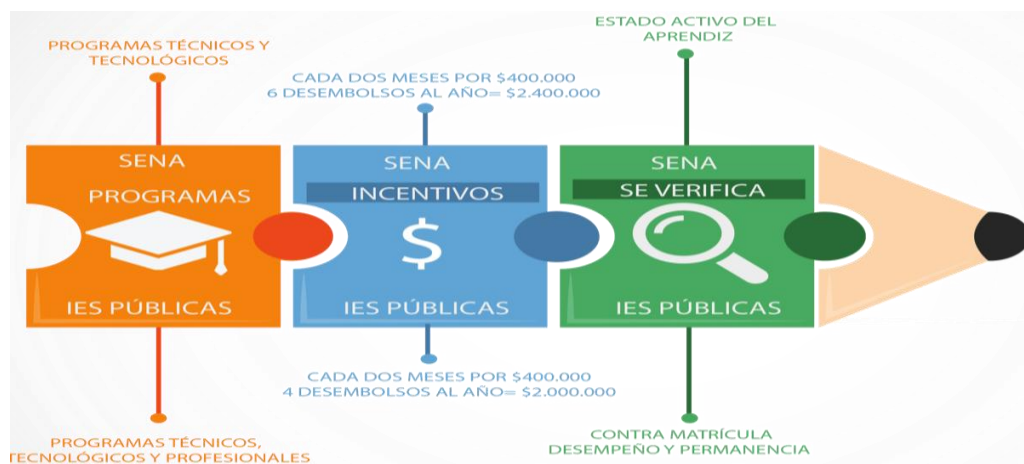 PROGRAMAS TÉCNICOS Y
TECNOLÓGICOS
CADA DOS MESES POR $400.000
6 DESEMBOLSOS AL AÑO= $2.400.000
ESTADO ACTIVO DEL
APRENDIZ
SENA
PROGRAMAS
IES PÚBLICAS
SENA
INCENTIVOS
$
IES PÚBLICAS
SENA
SE VERIFICA
IES PÚBLICAS
PROGRAMAS TÉCNICOS,
TECNOLÓGICOS Y PROFESIONALES
CADA DOS MESES POR $400.000
4 DESEMBOLSOS AL AÑO= $2.000.000
CONTRA MATRÍCULA
DESEMPEÑO Y PERMANENCIA